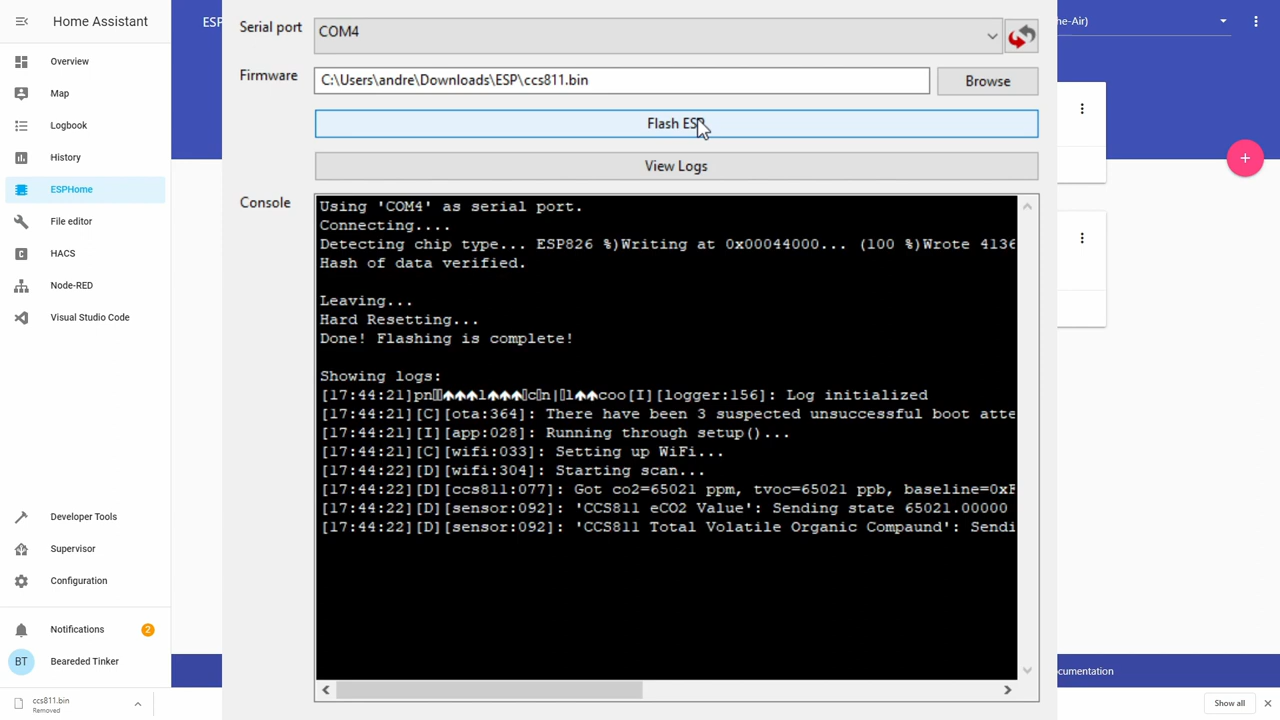 Home Assistant
ESP
ne-Air)
Overview
Map
Logbook
History
ESPHome
File editor
HACS
Node-RED
Visual Studio Code
Developer Tools
Supervisor
Configuration
Notifications
2
BT
Bearded Tinker
Serial port
COM4
Firmware
C:\Users\andre\Downloads\ESP\ccs811.bin
Browse
Flash ESP
View Logs
Console
Using 'COM4' as serial port.
Connecting....
Detecting chip type... ESP826 %)Writing at 0x00044000... (100 %)Wrote 4136
Hash of data verified.
Leaving...
Hard Resetting...
Done! Flashing is complete!
Showing logs:
[17:44:21] [I][logger:156]: Log initialized
[17:44:21][C][ota:364]: There have been 3 suspected unsuccessful boot atte
[17:44:21][I][app:028]: Running through setup()...
[17:44:21][C][wifi:033]: Setting up WiFi...
[17:44:22][D][wifi:304]: Starting scan...
[17:44:22][D][ccs811:077]: Got co2=65021 ppm, tvoc=65021 ppb, baseline=0x
[17:44:22][D][sensor:092]: 'CCS811 eCO2 Value': Sending state 65021.00000
[17:44:22][D][sensor:092]: 'CCS811 Total Volatile Organic Compaund': Sendi
cumentation
ccs811.bin
Removed
Show all